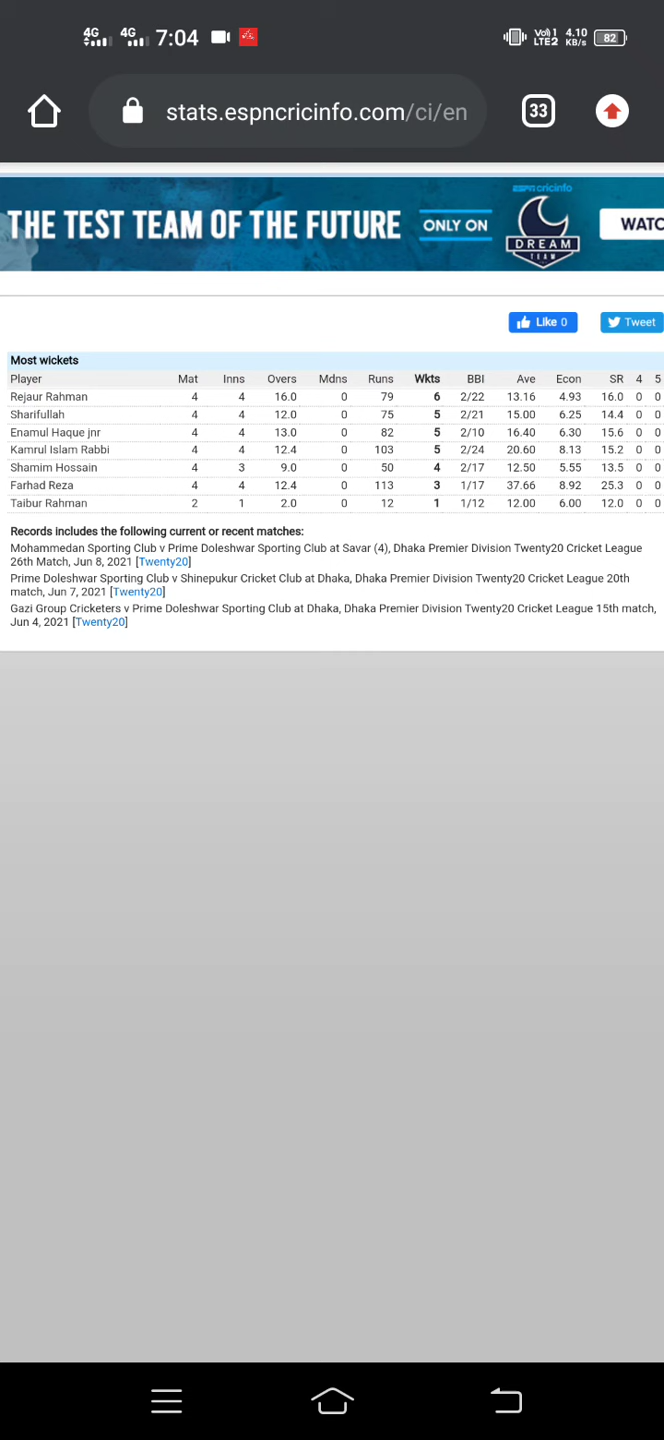 4G 4G 7:04 Vo)) 1 LTE2 4.10 KB/s 82
stats.espncricinfo.com/ci/en 33
THE TEST TEAM OF THE FUTURE ONLY ON ESPN cricinfo DREAM TEAM WATC
Like 0 Tweet
Most wickets
Player Mat Inns Overs Mdns Runs Wkts BBI Ave Econ SR 4 5
Rejaur Rahman 4 4 16.0 0 79 6 2/22 13.16 4.93 16.0 0 0
Sharifullah 4 4 12.0 0 75 5 2/21 15.00 6.25 14.4 0 0
Enamul Haque jnr 4 4 13.0 0 82 5 2/10 16.40 6.30 15.6 0 0
Kamrul Islam Rabbi 4 4 12.4 0 103 5 2/24 20.60 8.13 15.2 0 0
Shamim Hossain 4 3 9.0 0 50 4 2/17 12.50 5.55 13.5 0 0
Farhad Reza 4 4 12.4 0 113 3 1/17 37.66 8.92 25.3 0 0
Taibur Rahman 2 1 2.0 0 12 1 1/12 12.00 6.00 12.0 0 0
Records includes the following current or recent matches:
Mohammedan Sporting Club v Prime Doleshwar Sporting Club at Savar (4), Dhaka Premier Division Twenty20 Cricket League
26th Match, Jun 8, 2021 [Twenty20]
Prime Doleshwar Sporting Club v Shinepukur Cricket Club at Dhaka, Dhaka Premier Division Twenty20 Cricket League 20th
match, Jun 7, 2021 [Twenty20]
Gazi Group Cricketers v Prime Doleshwar Sporting Club at Dhaka, Dhaka Premier Division Twenty20 Cricket League 15th match,
Jun 4, 2021 [Twenty20]